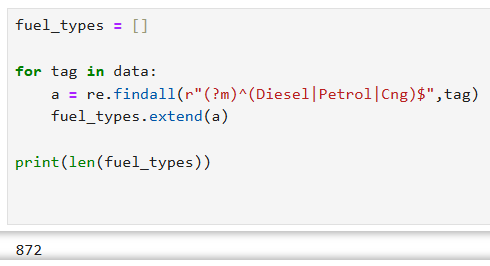 fuel_types = []
for tag in data:
    a = re.findall(r"(?m)^(Diesel|Petrol|Cng)$",tag)
    fuel_types.extend(a)
print(len(fuel_types))
872